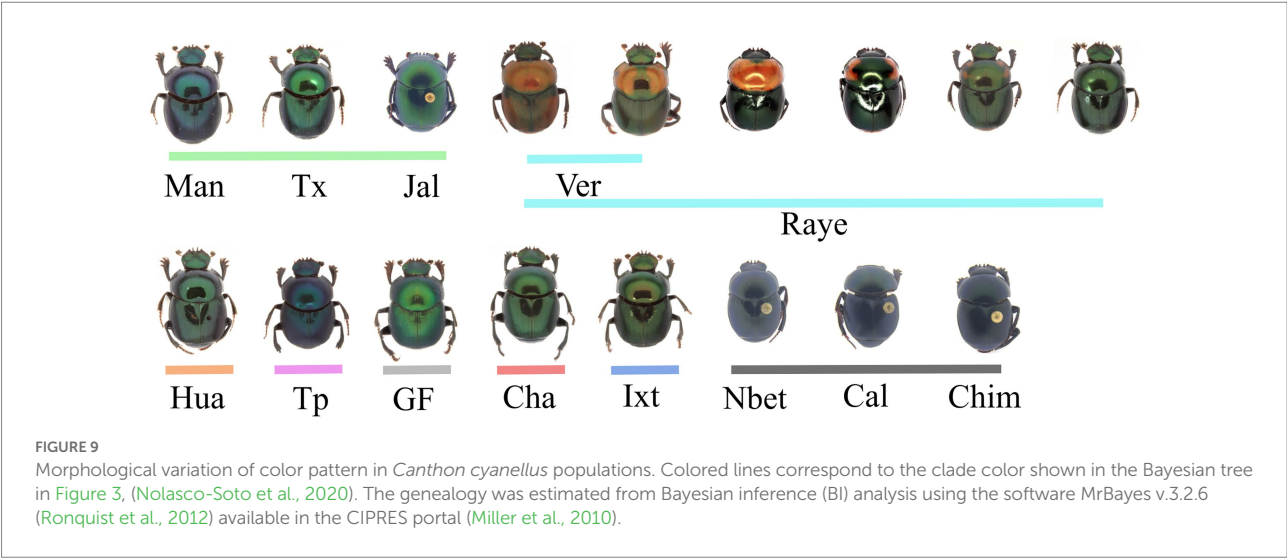 Man Tx Jal Ver
Raye
Hua Tp GF Cha Ixt Nbet Cal Chim
FIGURE 9
Morphological variation of color pattern in Canthon cyanellus populations. Colored lines correspond to the clade color shown in the Bayesian tree
in Figure 3, (Nolasco-Soto et al., 2020). The genealogy was estimated from Bayesian inference (BI) analysis using the software MrBayes v.3.2.6
(Ronquist et al., 2012) available in the CIPRES portal (Miller et al., 2010).